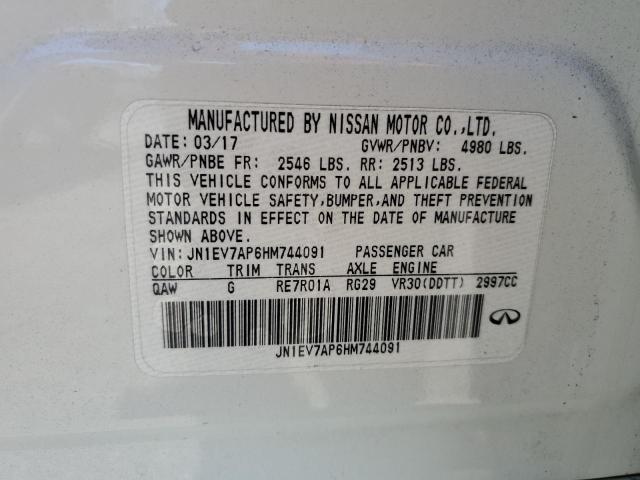 MANUFACTURED BY NISSAN MOTOR CO.,LTD.
DATE: 03/17 GVWR/PNBV: 4980 LBS.
GAWR/PNBE FR: 2546 LBS. RR: 2513 LBS.
THIS VEHICLE CONFORMS TO ALL APPLICABLE FEDERAL
MOTOR VEHICLE SAFETY,BUMPER,AND THEFT PREVENTION
STANDARDS IN EFFECT ON THE DATE OF MANUFACTURE
SHOWN ABOVE.
VIN: JN1EV7AP6HM744091 PASSENGER CAR
COLOR TRIM TRANS AXLE ENGINE
QAW G RE7R01A RG29 VR30(DDTT) 2997CC
JN1EV7AP6HM744091